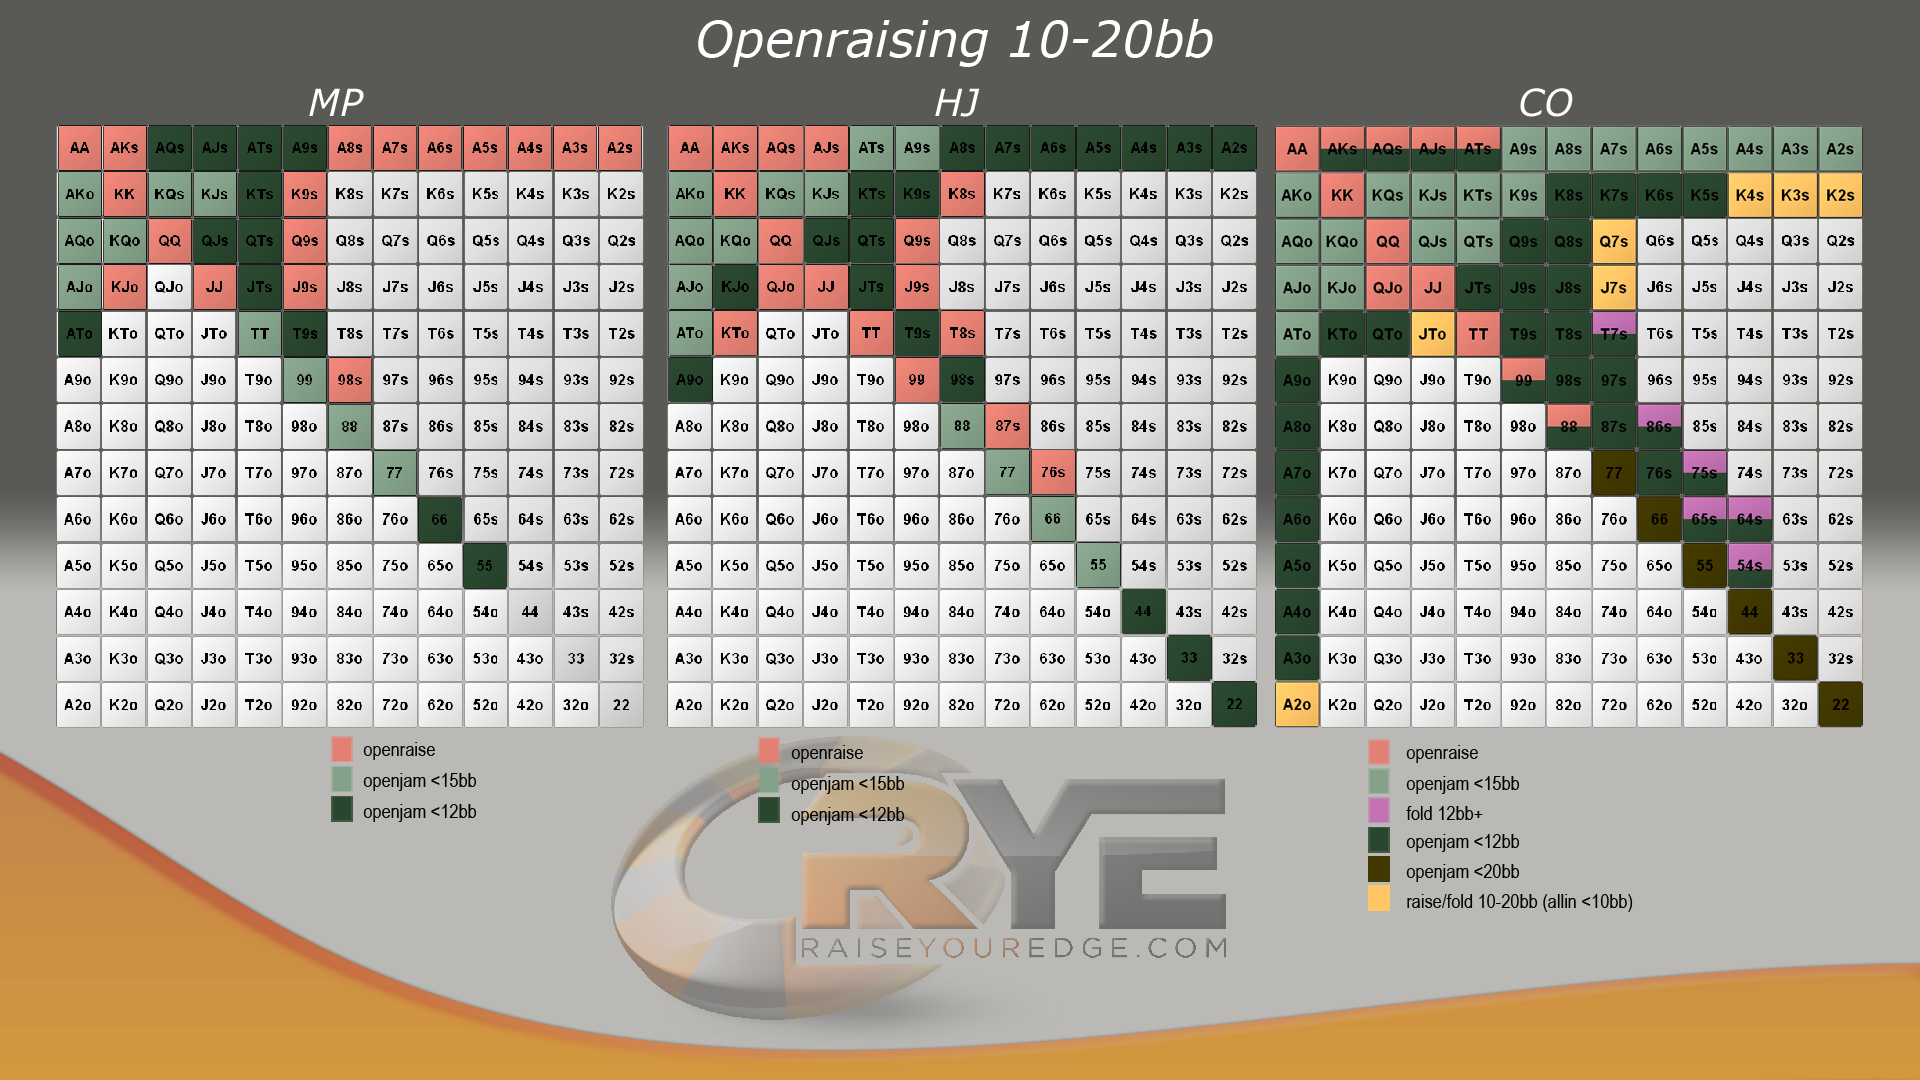 Openraising 10-20bb
MP HJ CO
AA AKs AQs AJs ATs A9s A8s A7s A6s A5s A4s A3s A2s AA AKs AQs AJs ATs A9s A8s A7s A6s A5s A4s A3s A2s AA AKs AQs AJs ATs A9s A8s A7s A6s A5s A4s A3s A2s
AKo KK KQs KJs KTs K9s K8s K7s K6s K5s K4s K3s K2s AKo KK KQs KJs KTs K9s K8s K7s K6s K5s K4s K3s K2s AKo KK KQs KJs KTs K9s K8s K7s K6s K5s K4s K3s K2s
AQo KQo QQ QJs QTs Q9s Q8s Q7s Q6s Q5s Q4s Q3s Q2s AQo KQo QQ QJs QTs Q9s Q8s Q7s Q6s Q5s Q4s Q3s Q2s AQo KQo QQ QJs QTs Q9s Q8s Q7s Q6s Q5s Q4s Q3s Q2s
AJo KJo QJo JJ JTs J9s J8s J7s J6s J5s J4s J3s J2s AJo KJo QJo JJ JTs J9s J8s J7s J6s J5s J4s J3s J2s AJo KJo QJo JJ JTs J9s J8s J7s J6s J5s J4s J3s J2s
ATo KTo QTo JTo TT T9s T8s T7s T6s T5s T4s T3s T2s ATo KTo QTo JTo TT T9s T8s T7s T6s T5s T4s T3s T2s ATo KTo QTo JTo TT T9s T8s T7s T6s T5s T4s T3s T2s
A9o K9o Q9o J9o T9o 99 98s 97s 96s 95s 94s 93s 92s A9o K9o Q9o J9o T9o 99 98s 97s 96s 95s 94s 93s 92s A9o K9o Q9o J9o T9o 99 98s 97s 96s 95s 94s 93s 92s
A8o K8o Q8o J8o T8o 98o 88 87s 86s 85s 84s 83s 82s A8o K8o Q8o J8o T8o 98o 88 87s 86s 85s 84s 83s 82s A8o K8o Q8o J8o T8o 98o 88 87s 86s 85s 84s 83s 82s
A7o K7o Q7o J7o T7o 97o 87o 77 76s 75s 74s 73s 72s A7o K7o Q7o J7o T7o 97o 87o 77 76s 75s 74s 73s 72s A7o K7o Q7o J7o T7o 97o 87o 77 76s 75s 74s 73s 72s
A6o K6o Q6o J6o T6o 96o 86o 76o 66 65s 64s 63s 62s A6o K6o Q6o J6o T6o 96o 86o 76o 66 65s 64s 63s 62s A6o K6o Q6o J6o T6o 96o 86o 76o 66 65s 64s 63s 62s
A5o K5o Q5o J5o T5o 95o 85o 75o 65o 55 54s 53s 52s A5o K5o Q5o J5o T5o 95o 85o 75o 65o 55 54s 53s 52s A5o K5o Q5o J5o T5o 95o 85o 75o 65o 55 54s 53s 52s
A4o K4o Q4o J4o T4o 94o 84o 74o 64o 54o 44 43s 42s A4o K4o Q4o J4o T4o 94o 84o 74o 64o 54o 44 43s 42s A4o K4o Q4o J4o T4o 94o 84o 74o 64o 54o 44 43s 42s
A3o K3o Q3o J3o T3o 93o 83o 73o 63o 53o 43o 33 32s A3o K3o Q3o J3o T3o 93o 83o 73o 63o 53o 43o 33 32s A3o K3o Q3o J3o T3o 93o 83o 73o 63o 53o 43o 33 32s
A2o K2o Q2o J2o T2o 92o 82o 72o 62o 52o 42o 32o 22 A2o K2o Q2o J2o T2o 92o 82o 72o 62o 52o 42o 32o 22 A2o K2o Q2o J2o T2o 92o 82o 72o 62o 52o 42o 32o 22
openraise
openjam <15bb
openjam <12bb
openraise
openjam <15bb
openjam <12bb
openraise
openjam <15bb
fold 12bb+
openjam <12bb
openjam <20bb
raise/fold 10-20bb (allin <10bb)
RYE
RAISEYOUREDGE.COM